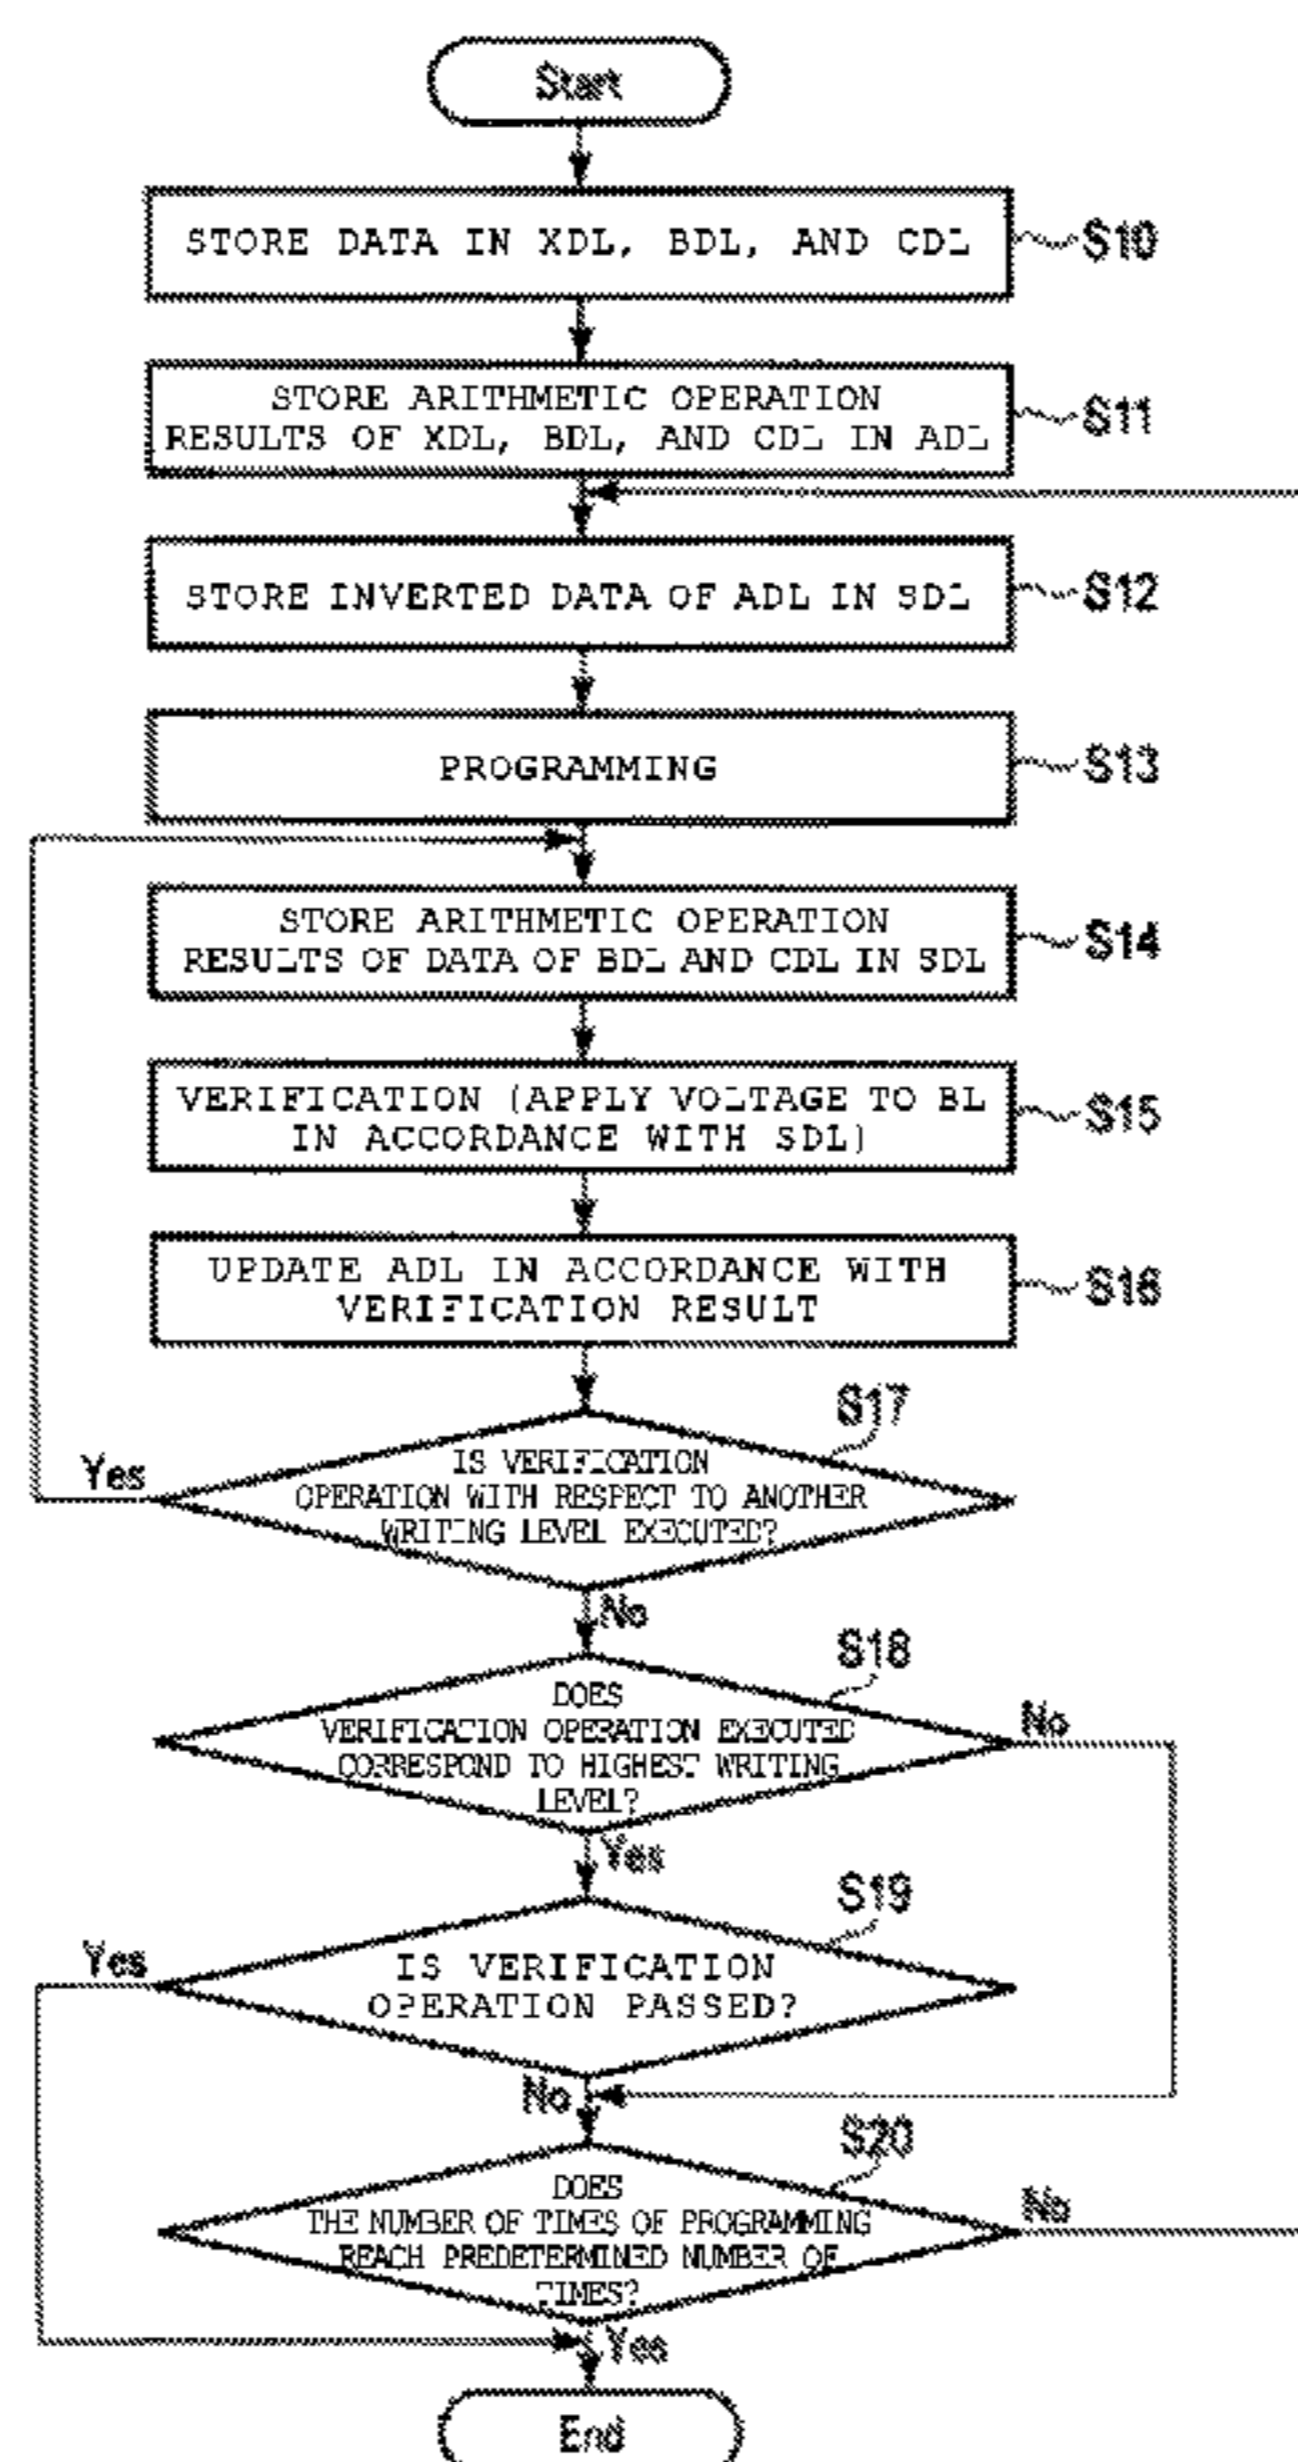 Start
STORE DATA IN XDL, BDL, AND CDL
S10
STORE ARITHMETIC OPERATION
RESULTS OF XDL, BDL, AND CDL IN ADL
S11
STORE INVERTED DATA OF ADL IN SDL
S12
PROGRAMMING
S13
STORE ARITHMETIC OPERATION
RESULTS OF DATA OF BDL AND CDL IN SDL
S14
VERIFICATION (APPLY VOLTAGE TO BL
IN ACCORDANCE WITH SDL)
S15
UPDATE ADL IN ACCORDANCE WITH
VERIFICATION RESULT
S16
S17
IS VERIFICATION
OPERATION WITH RESPECT TO ANOTHER
WRITING LEVEL EXECUTED?
Yes
No
S18
DOES
VERIFICATION OPERATION EXECUTED
CORRESPOND TO HIGHEST WRITING
LEVEL?
No
Yes
S19
IS VERIFICATION
OPERATION PASSED?
Yes
No
S20
DOES
THE NUMBER OF TIMES OF PROGRAMMING
REACH PREDETERMINED NUMBER OF
TIMES?
No
Yes
End